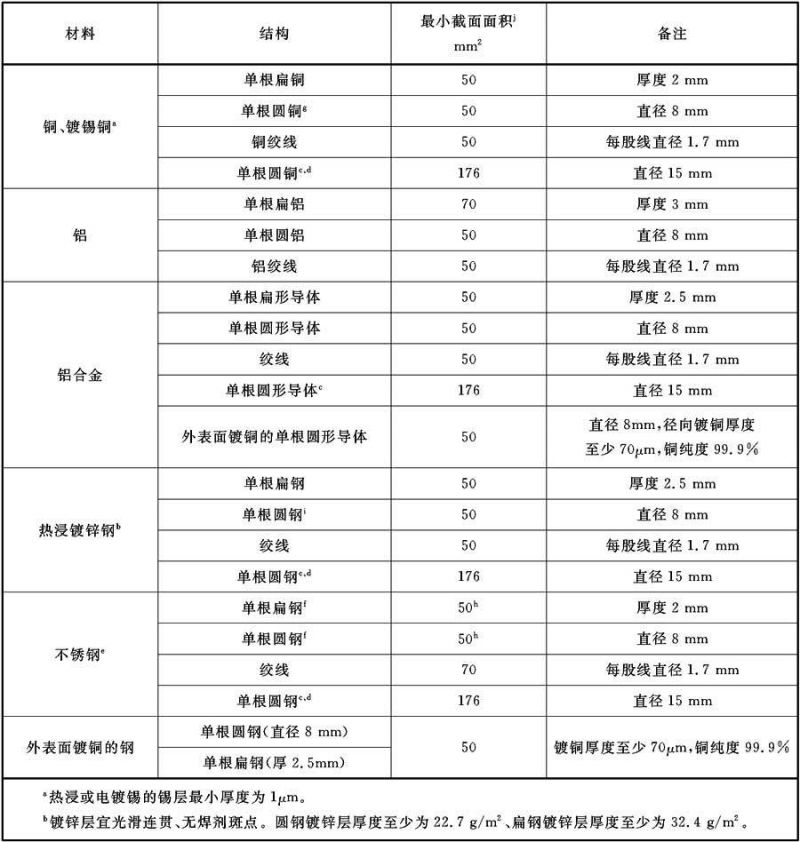 材料 结构 最小截面面积j mm² 备注
铜、镀锡铜a 单根扁铜 50 厚度 2 mm
单根圆铜g 50 直径 8 mm
铜绞线 50 每股线直径 1.7 mm
单根圆铜c,d 176 直径 15 mm
铝 单根扁铝 70 厚度 3 mm
单根圆铝 50 直径 8 mm
铝绞线 50 每股线直径 1.7 mm
铝合金 单根扁形导体 50 厚度 2.5 mm
单根圆形导体 50 直径 8 mm
绞线 50 每股线直径 1.7 mm
单根圆形导体c 176 直径 15 mm
外表面镀铜的单根圆形导体 50 直径 8mm,径向镀铜厚度
至少 70μm,铜纯度 99.9%
热浸镀锌钢b 单根扁钢 50 厚度 2.5 mm
单根圆钢i 50 直径 8 mm
绞线 50 每股线直径 1.7 mm
单根圆钢c,d 176 直径 15 mm
不锈钢e 单根扁钢f 50h 厚度 2 mm
单根圆钢f 50h 直径 8 mm
绞线 70 每股线直径 1.7 mm
单根圆钢c,d 176 直径 15 mm
外表面镀铜的钢 单根圆钢(直径 8 mm) 50 镀铜厚度至少 70μm,铜纯度 99.9%
单根扁钢(厚 2.5mm)
a 热浸或电镀锡的锡层最小厚度为 1μm。
b 镀锌层宜光滑连贯、无焊剂斑点。圆钢镀锌层厚度至少为 22.7 g/m²、扁钢镀锌层厚度至少为 32.4 g/m²。